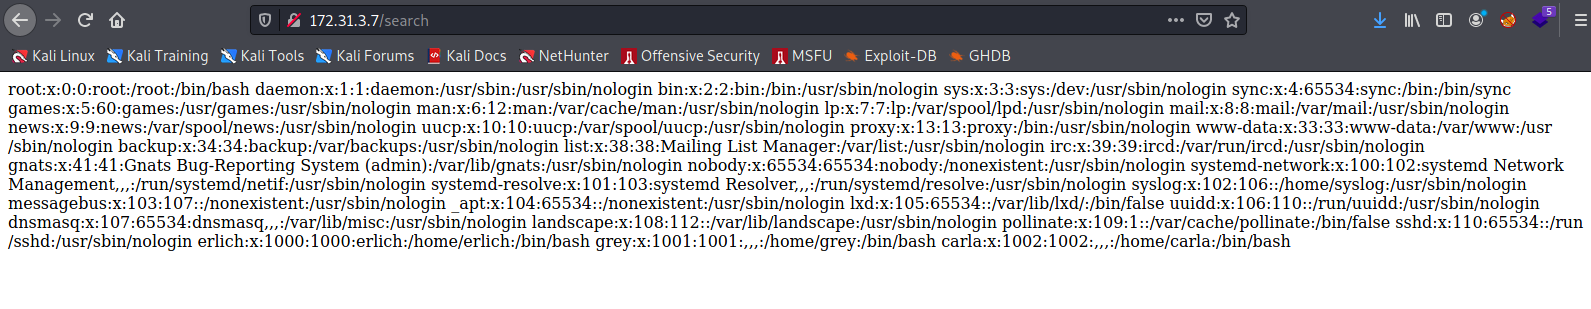 172.31.3.7/search
5
Kali Linux Kali Training Kali Tools Kali Forums Kali Docs NetHunter Offensive Security MSFU Exploit-DB GHDB
root:x:0:0:root:/root:/bin/bash daemon:x:1:1:daemon:/usr/sbin:/usr/sbin/nologin bin:x:2:2:bin:/bin:/usr/sbin/nologin sys:x:3:3:sys:/dev:/usr/sbin/nologin sync:x:4:65534:sync:/bin:/bin/sync
games:x:5:60:games:/usr/games:/usr/sbin/nologin man:x:6:12:man:/var/cache/man:/usr/sbin/nologin lp:x:7:7:lp:/var/spool/lpd:/usr/sbin/nologin mail:x:8:8:mail:/var/mail:/usr/sbin/nologin
news:x:9:9:news:/var/spool/news:/usr/sbin/nologin uucp:x:10:10:uucp:/var/spool/uucp:/usr/sbin/nologin proxy:x:13:13:proxy:/bin:/usr/sbin/nologin www-data:x:33:33:www-data:/var/www:/usr
/sbin/nologin backup:x:34:34:backup:/var/backups:/usr/sbin/nologin list:x:38:38:Mailing List Manager:/var/list:/usr/sbin/nologin irc:x:39:39:ircd:/var/run/ircd:/usr/sbin/nologin
gnats:x:41:41:Gnats Bug-Reporting System (admin):/var/lib/gnats:/usr/sbin/nologin nobody:x:65534:65534:nobody:/nonexistent:/usr/sbin/nologin systemd-network:x:100:102:systemd Network
Management,,,:/run/systemd/netif:/usr/sbin/nologin systemd-resolve:x:101:103:systemd Resolver,,,:/run/systemd/resolve:/usr/sbin/nologin syslog:x:102:106::/home/syslog:/usr/sbin/nologin
messagebus:x:103:107::/nonexistent:/usr/sbin/nologin _apt:x:104:65534::/nonexistent:/usr/sbin/nologin lxd:x:105:65534::/var/lib/lxd/:/bin/false uuidd:x:106:110::/run/uuidd:/usr/sbin/nologin
dnsmasq:x:107:65534:dnsmasq,,,:/var/lib/misc:/usr/sbin/nologin landscape:x:108:112::/var/lib/landscape:/usr/sbin/nologin pollinate:x:109:1::/var/cache/pollinate:/bin/false sshd:x:110:65534::/run
/sshd:/usr/sbin/nologin erlich:x:1000:1000:erlich:/home/erlich:/bin/bash grey:x:1001:1001:,,,:/home/grey:/bin/bash carla:x:1002:1002:,,,:/home/carla:/bin/bash